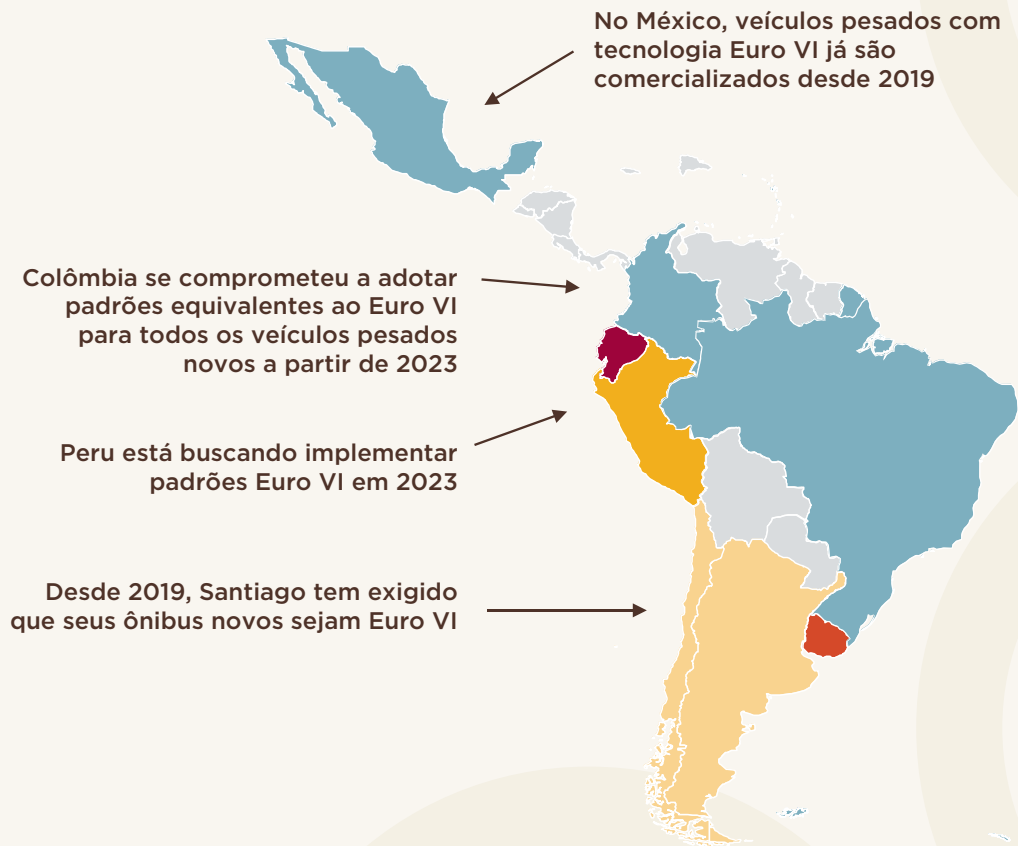 No México, veículos pesados com
tecnologia Euro VI já são
comercializados desde 2019
Colômbia se comprometeu a adotar
padrões equivalentes ao Euro VI
para todos os veículos pesados
novos a partir de 2023
Peru está buscando implementar
padrões Euro VI em 2023
Desde 2019, Santiago tem exigido
que seus ônibus novos sejam Euro VI